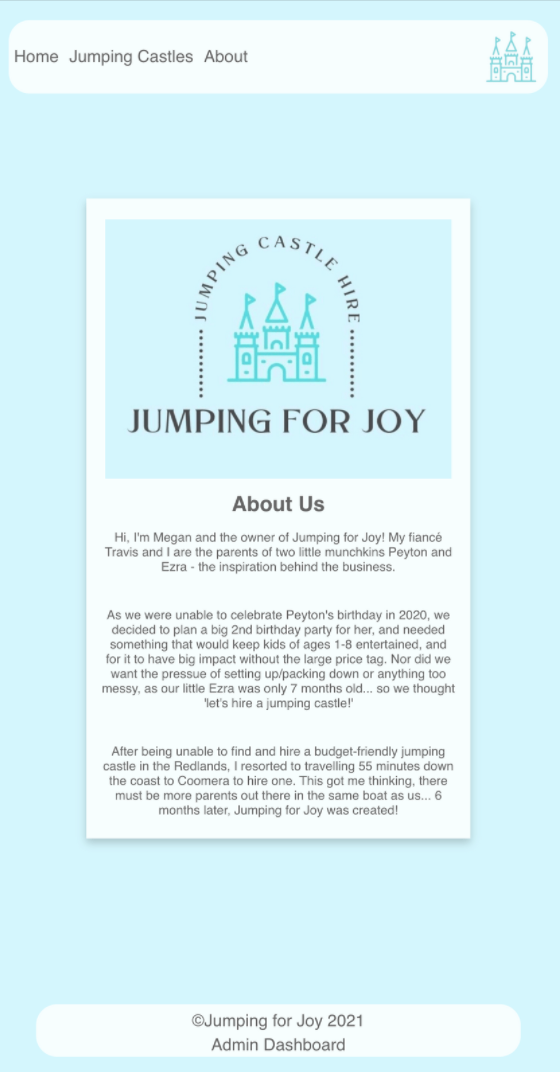 Home Jumping Castles About
JUMPING CASTLE HIRE
JUMPING FOR JOY
About Us
Hi, I'm Megan and the owner of Jumping for Joy! My fiancé
Travis and I are the parents of two little munchkins Peyton and
Ezra - the inspiration behind the business.
As we were unable to celebrate Peyton's birthday in 2020, we
decided to plan a big 2nd birthday party for her, and needed
something that would keep kids of ages 1-8 entertained, and
for it to have big impact without the large price tag. Nor did we
want the pressue of setting up/packing down or anything too
messy, as our little Ezra was only 7 months old... so we thought
'let's hire a jumping castle!'
After being unable to find and hire a budget-friendly jumping
castle in the Redlands, I resorted to travelling 55 minutes down
the coast to Coomera to hire one. This got me thinking, there
must be more parents out there in the same boat as us... 6
months later, Jumping for Joy was created!
©Jumping for Joy 2021
Admin Dashboard